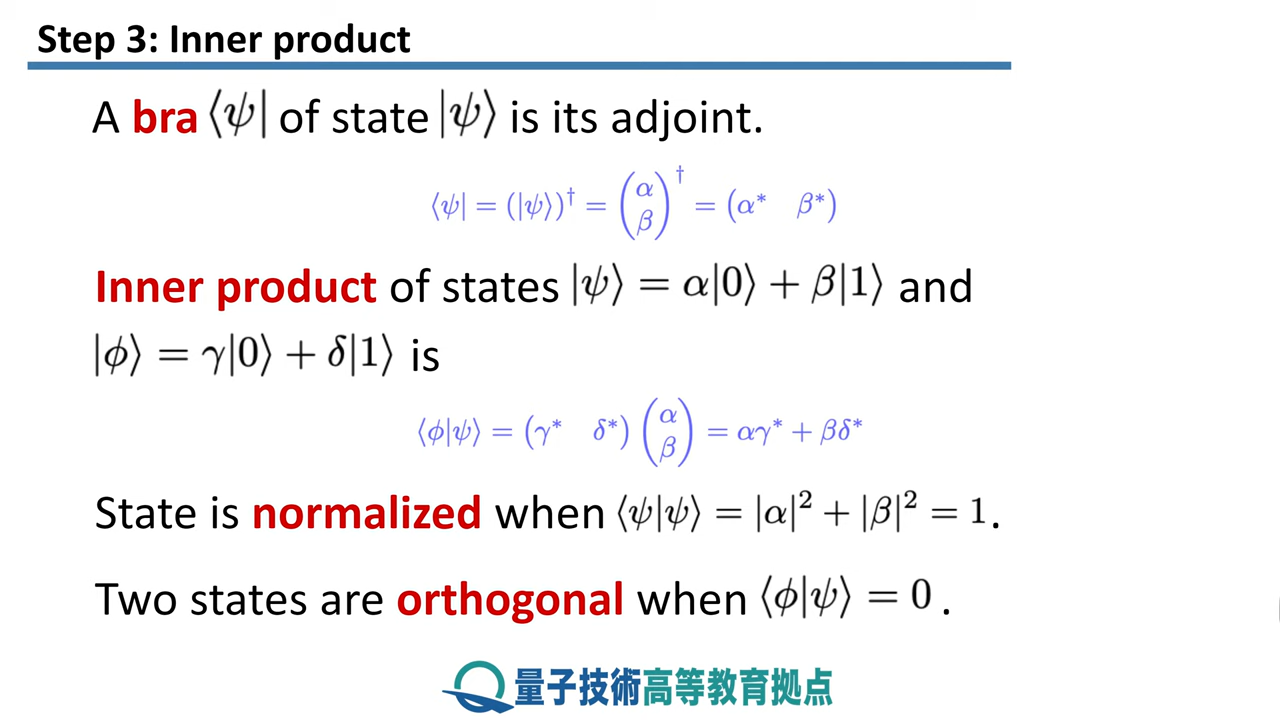 Step 3: Inner product
A bra ⟨ψ| of state |ψ⟩ is its adjoint.
⟨ψ| = (|ψ⟩)† = (α β)† = (α* β*)
Inner product of states |ψ⟩ = α|0⟩ + β|1⟩ and
|ϕ⟩ = γ|0⟩ + δ|1⟩ is
⟨ϕ|ψ⟩ = (γ* δ*) (α β) = αγ* + βδ*
State is normalized when ⟨ψ|ψ⟩ = |α|² + |β|² = 1.
Two states are orthogonal when ⟨ϕ|ψ⟩ = 0 .
量子技術高等教育拠点